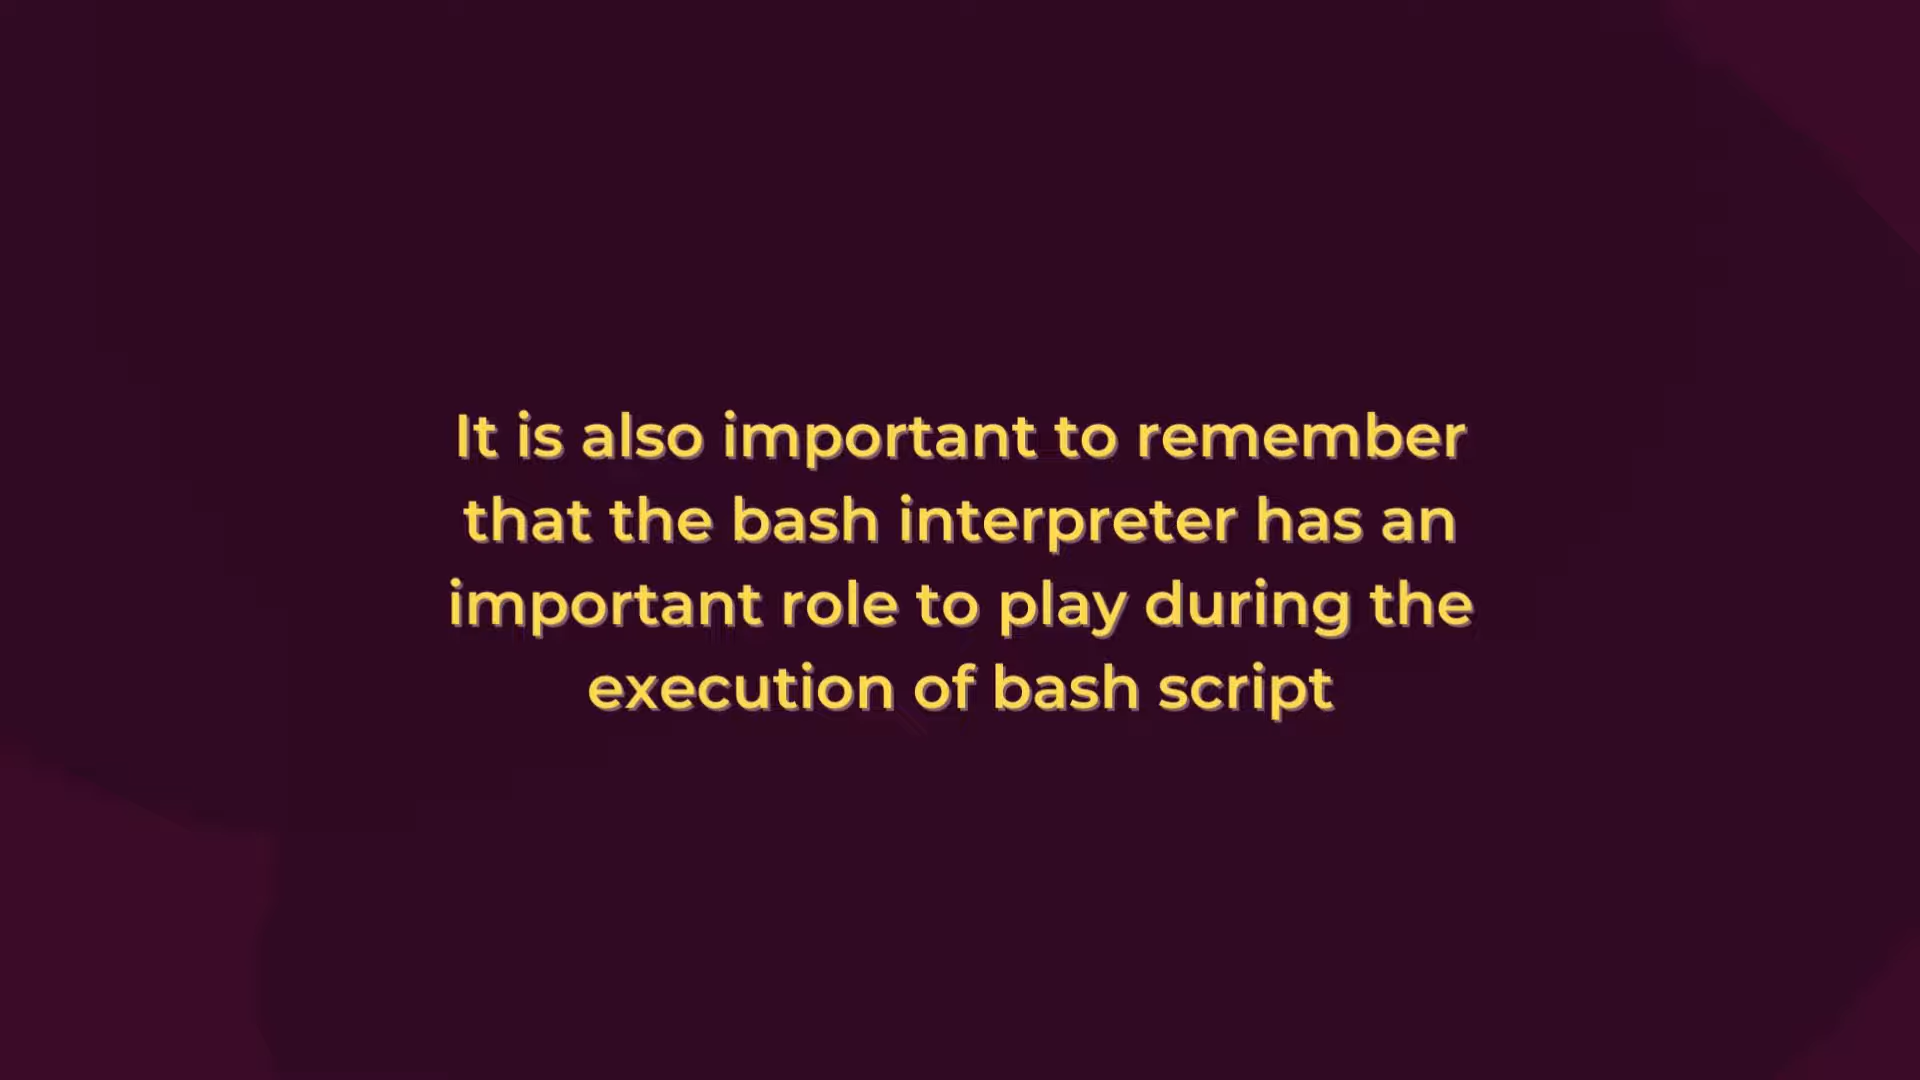 It is also important to remember
that the bash interpreter has an
important role to play during the
execution of bash script